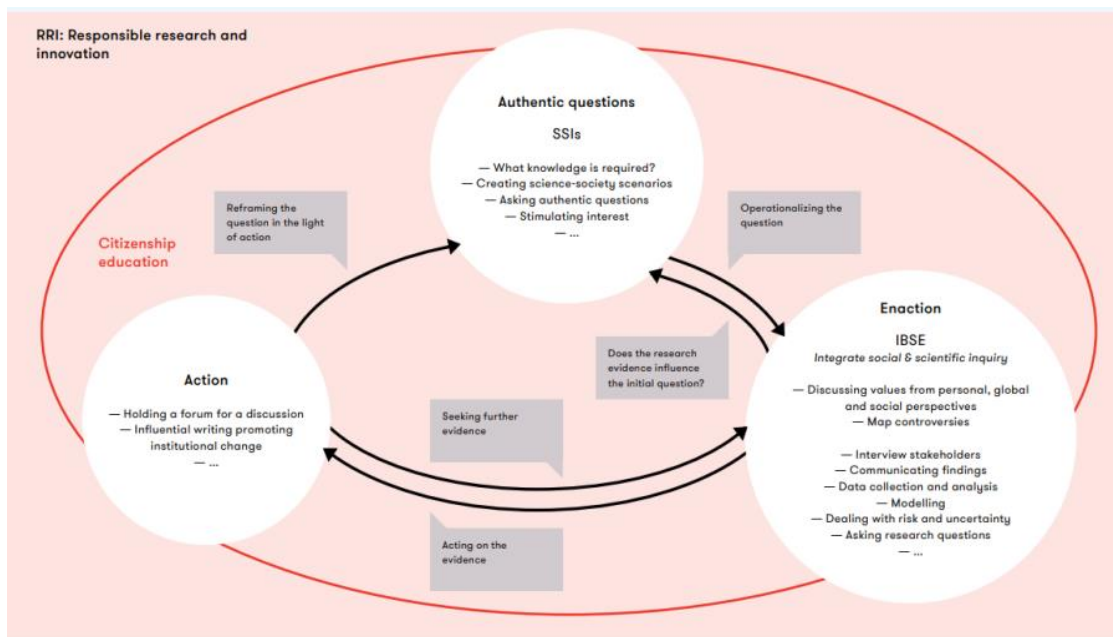 RRI: Responsible research and
innovation
Authentic questions
SSIs
— What knowledge is required?
— Creating science-society scenarios
— Asking authentic questions
— Stimulating interest
— ...
Reframing the
question in the light
of action
Operationalizing the
question
Citizenship
education
Enaction
IBSE
Integrate social & scientific inquiry
— Discussing values from personal, global
and social perspectives
— Map controversies
— Interview stakeholders
— Communicating findings
— Data collection and analysis
— Modelling
— Dealing with risk and uncertainty
— Asking research questions
— ...
Does the research
evidence influence
the initial question?
Action
— Holding a forum for a discussion
— Influential writing promoting
institutional change
— ...
Seeking further
evidence
Acting on the
evidence